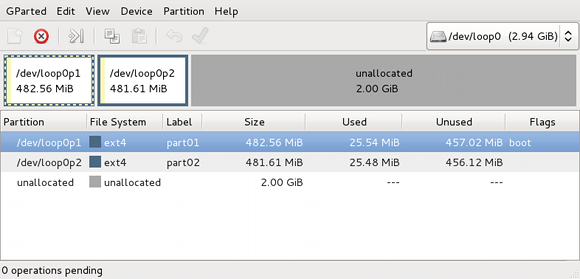 GParted Edit View Device Partition Help
/dev/loop0 (2.94 GiB)
/dev/loop0p1 /dev/loop0p2 unallocated
482.56 MiB 481.61 MiB 2.00 GiB
Partition File System Label Size Used Unused Flags
/dev/loop0p1 ext4 part01 482.56 MiB 25.54 MiB 457.02 MiB boot
/dev/loop0p2 ext4 part02 481.61 MiB 25.48 MiB 456.12 MiB
unallocated unallocated 2.00 GiB --- ---
0 operations pending